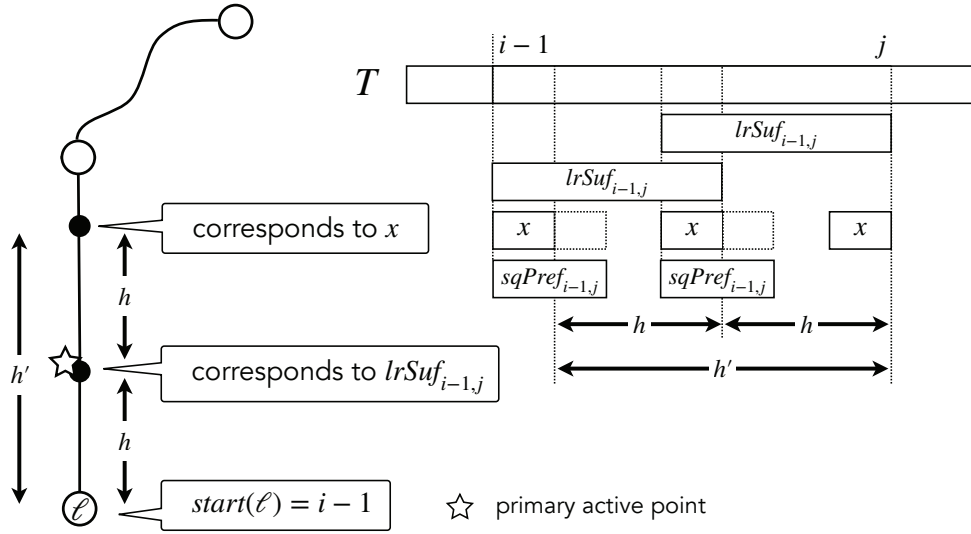 i − 1
j
T
lrSuf_{i−1,j}
lrSuf_{i−1,j}
corresponds to x
x
x
x
sqPref_{i−1,j}
sqPref_{i−1,j}
h
h
h
h′
h′
corresponds to lrSuf_{i−1,j}
h
ℓ
start(ℓ) = i − 1
primary active point